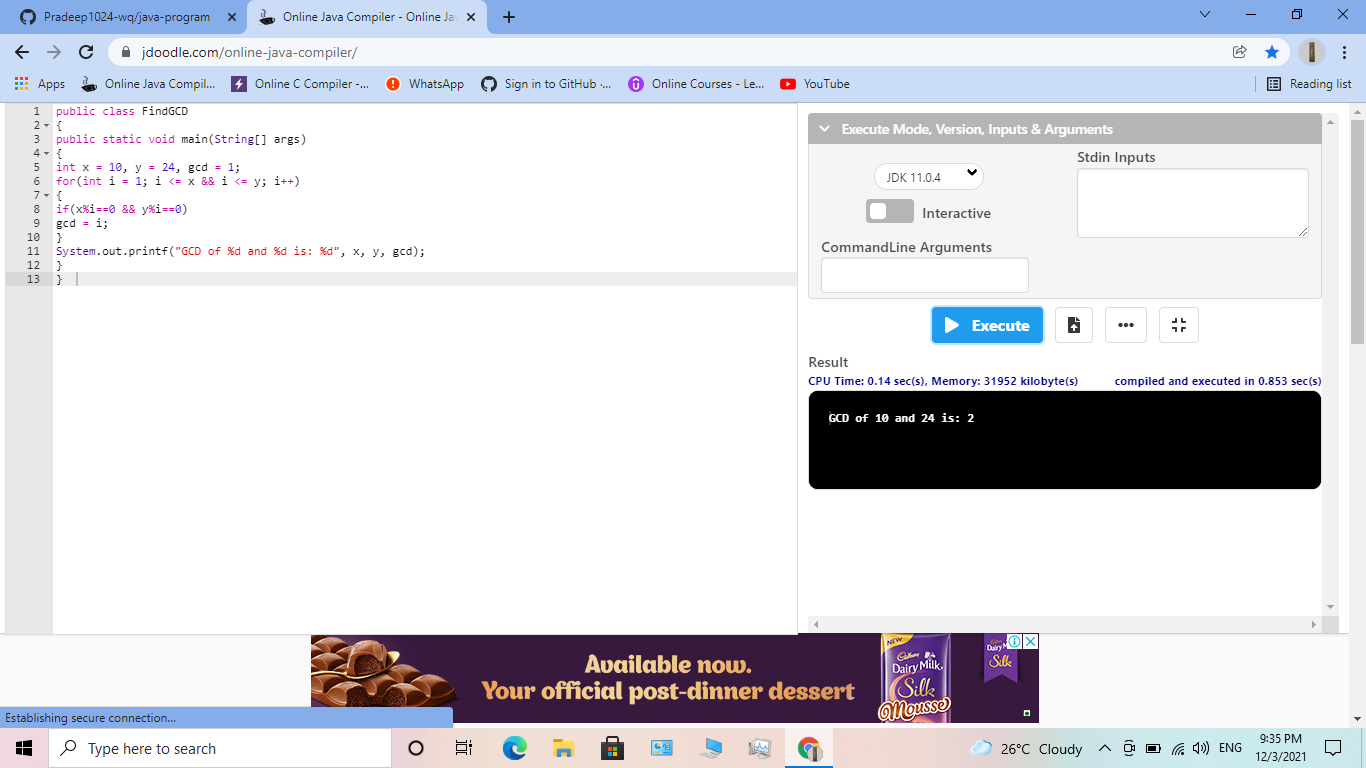 Pradeep1024-wq/java-program
Online Java Compiler - Online Ja
jdoodle.com/online-java-compiler/
Apps
Online Java Compil...
Online C Compiler -...
WhatsApp
Sign in to GitHub ·...
Online Courses - Le...
YouTube
Reading list
1 public class FindGCD
2 {
3 public static void main(String[] args)
4 {
5 int x = 10, y = 24, gcd = 1;
6 for(int i = 1; i <= x && i <= y; i++)
7 {
8 if(x%i==0 && y%i==0)
9 gcd = i;
10 }
11 System.out.printf("GCD of %d and %d is: %d", x, y, gcd);
12 }
13 }
Execute Mode, Version, Inputs & Arguments
JDK 11.0.4
Interactive
Stdin Inputs
CommandLine Arguments
Execute
Result
CPU Time: 0.14 sec(s), Memory: 31952 kilobyte(s)
compiled and executed in 0.853 sec(s)
GCD of 10 and 24 is: 2
Available now.
Your official post-dinner dessert
NEW
Cadbury
Dairy Milk
Silk
Mousse
Dairy M
Silk
Establishing secure connection...
Type here to search
26°C Cloudy
ENG
9:35 PM
12/3/2021